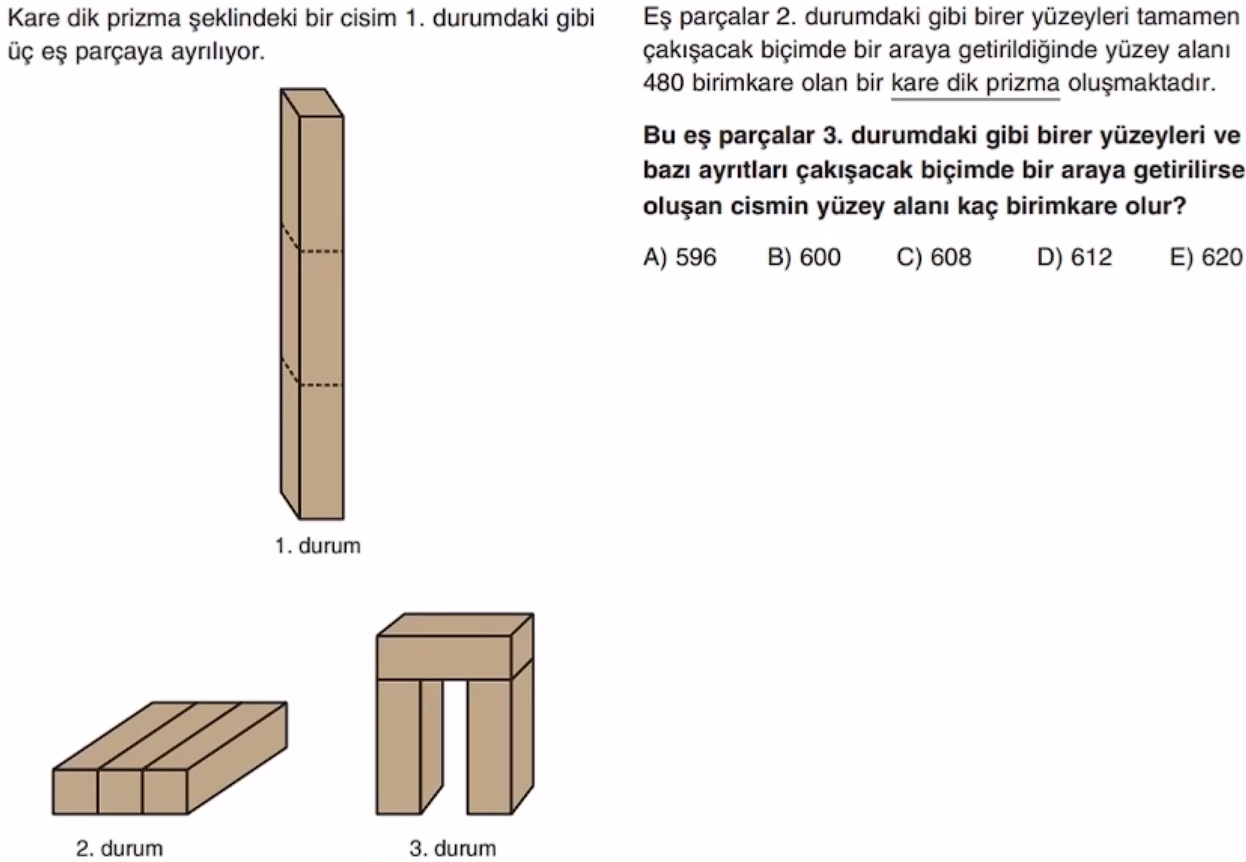 Kare dik prizma şeklindeki bir cisim 1. durumdaki gibi
üç eş parçaya ayrılıyor.
1. durum
2. durum
3. durum
Eş parçalar 2. durumdaki gibi birer yüzeyleri tamamen
çakışacak biçimde bir araya getirildiğinde yüzey alanı
480 birimkare olan bir kare dik prizma oluşmaktadır.
Bu eş parçalar 3. durumdaki gibi birer yüzeyleri ve
bazı ayrıtları çakışacak biçimde bir araya getirilirse
oluşan cismin yüzey alanı kaç birimkare olur?
A) 596 B) 600 C) 608 D) 612 E) 620